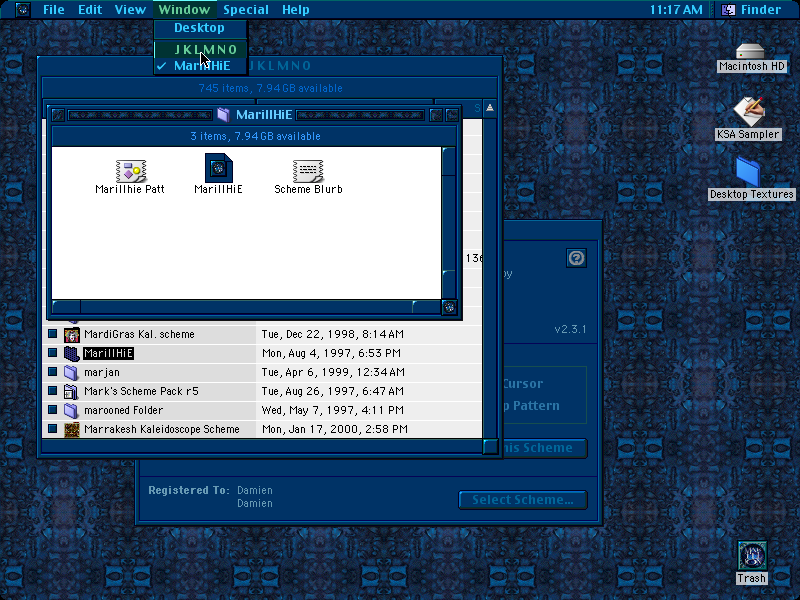 File Edit View Window Special Help 11:17 AM Finder
Desktop
J K L M N O
✓ MarillHiE
J K L M N O
745 items, 7.94 GB available
MarillHiE
3 items, 7.94 GB available
Marillhie Patt MarillHiE Scheme Blurb
Macintosh HD
KSA Sampler
Desktop Textures
136
by
v2.3.1
MardiGras Kal. scheme Tue, Dec 22, 1998, 8:14 AM
MarillHiE Mon, Aug 4, 1997, 6:53 PM
marjan Tue, Apr 6, 1999, 12:34 AM
Mark's Scheme Pack r5 Tue, Aug 26, 1997, 6:47 AM
marooned Folder Wed, May 7, 1997, 4:11 PM
Marrakesh Kaleidoscope Scheme Mon, Jan 17, 2000, 2:58 PM
Cursor
p Pattern
his Scheme
Registered To: Damien
Damien
Select Scheme...
Trash